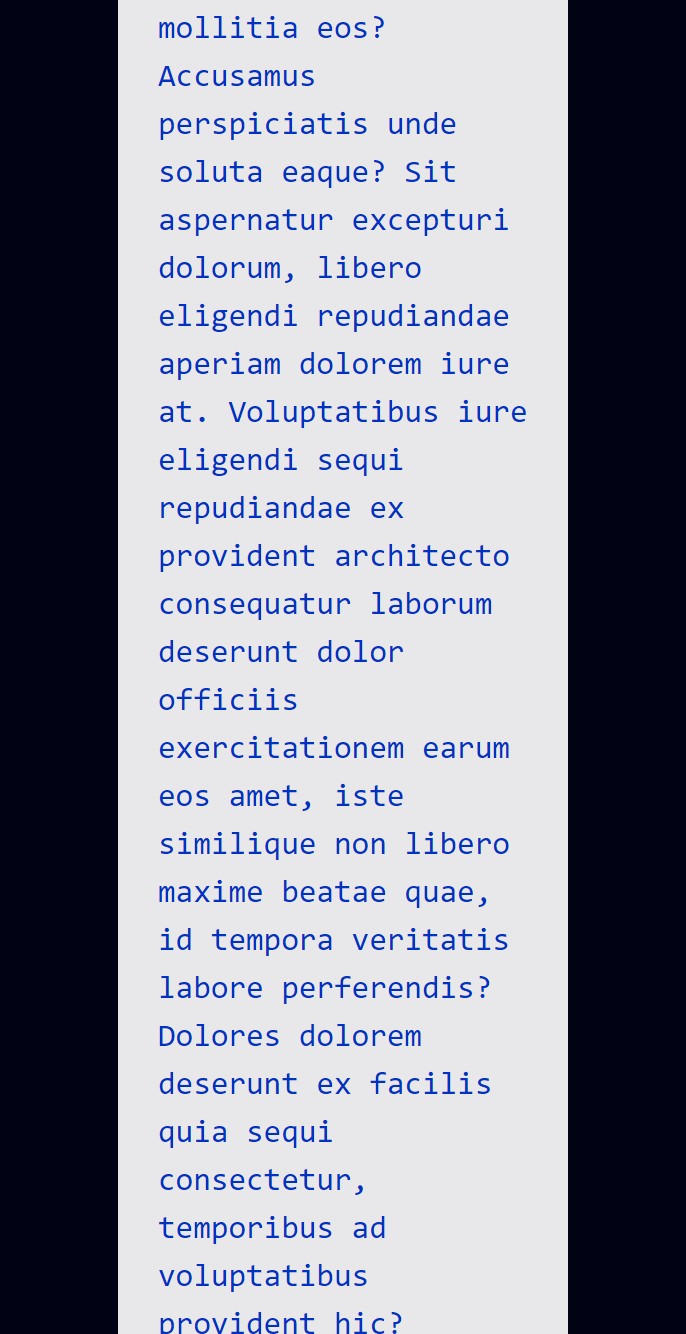 mollitia eos?
Accusamus
perspiciatis unde
soluta eaque? Sit
aspernatur excepturi
dolorum, libero
eligendi repudiandae
aperiam dolorem iure
at. Voluptatibus iure
eligendi sequi
repudiandae ex
provident architecto
consequatur laborum
deserunt dolor
officiis
exercitationem earum
eos amet, iste
similique non libero
maxime beatae quae,
id tempora veritatis
labore perferendis?
Dolores dolorem
deserunt ex facilis
quia sequi
consectetur,
temporibus ad
voluptatibus
provident hic?